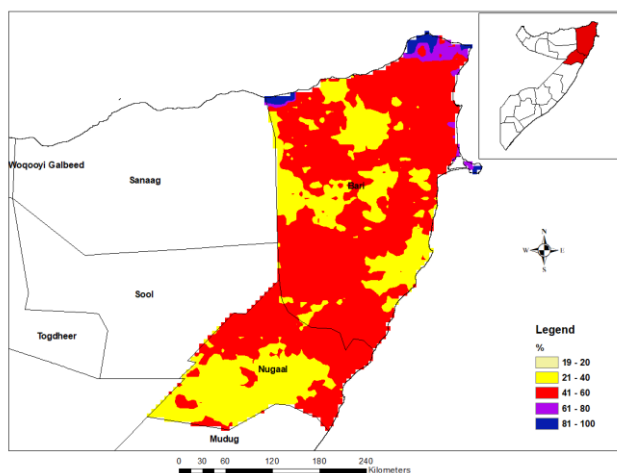 Woqooyi Galbeed
Sanaag
Bari
Sool
Togdheer
Nugaal
Mudug
N
W E
S
Legend
%
19 - 20
21 - 40
41 - 60
61 - 80
81 - 100
0 30 60 120 180 240
Kilometers